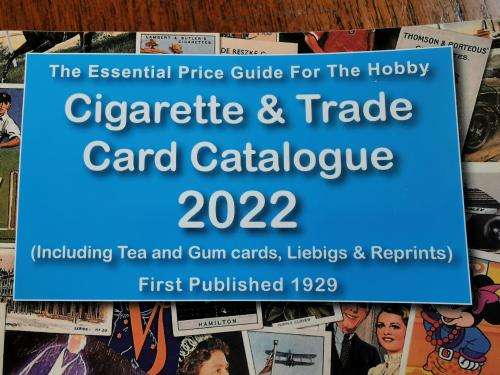 LAMBERT & BUTLER'S
CIGARETTES
DE RESZKE C
THOMSON & PORTEOUS'
The Essential Price Guide For The Hobby
Cigarette & Trade
Card Catalogue
2022
(Including Tea and Gum cards, Liebigs & Reprints)
First Published 1929
HAMILTON